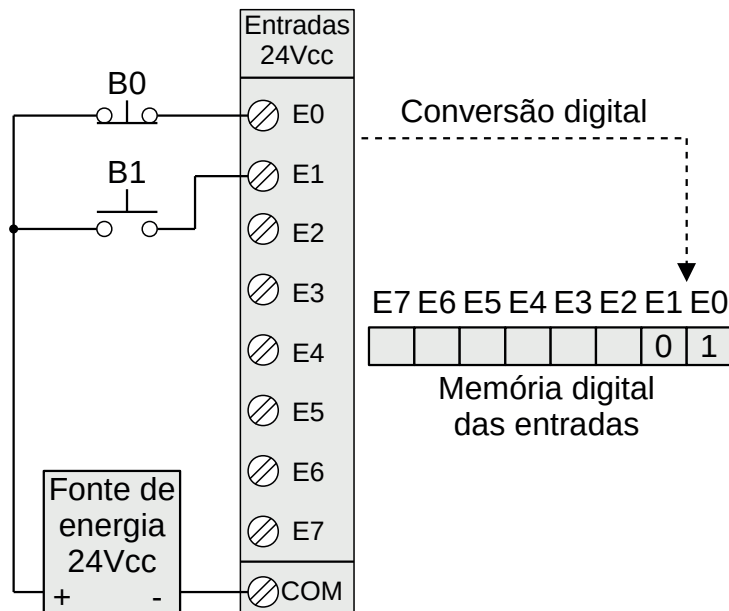 Entradas
24Vcc
B0
E0
Conversão digital
B1
E1
E2
E3
E7 E6 E5 E4 E3 E2 E1 E0
0 1
E4
Memória digital
das entradas
E5
E6
Fonte de
energia
24Vcc
+ -
E7
COM